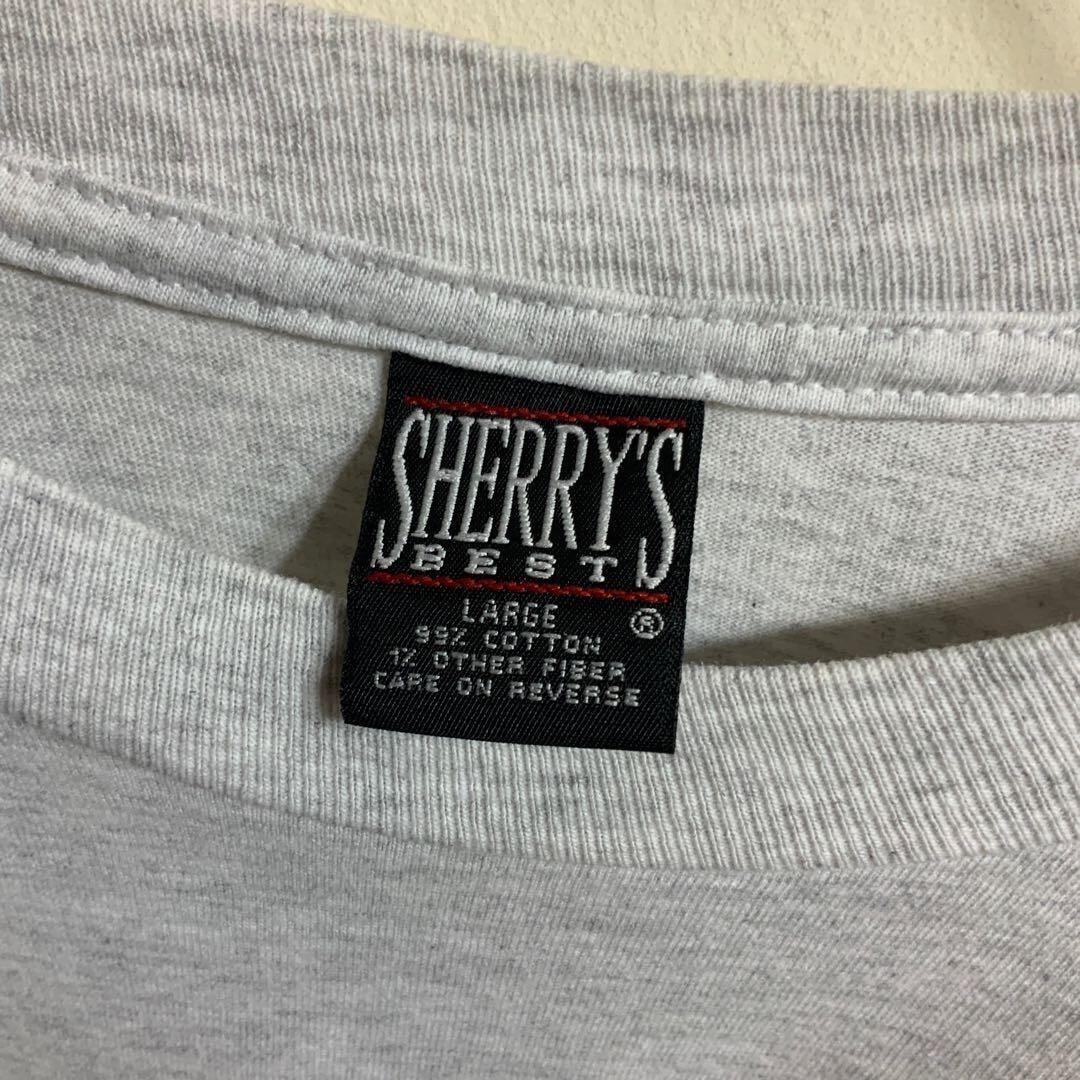 SHERRY'S
BEST
LARGE ®
99% COTTON
1% OTHER FIBER
CARE ON REVERSE